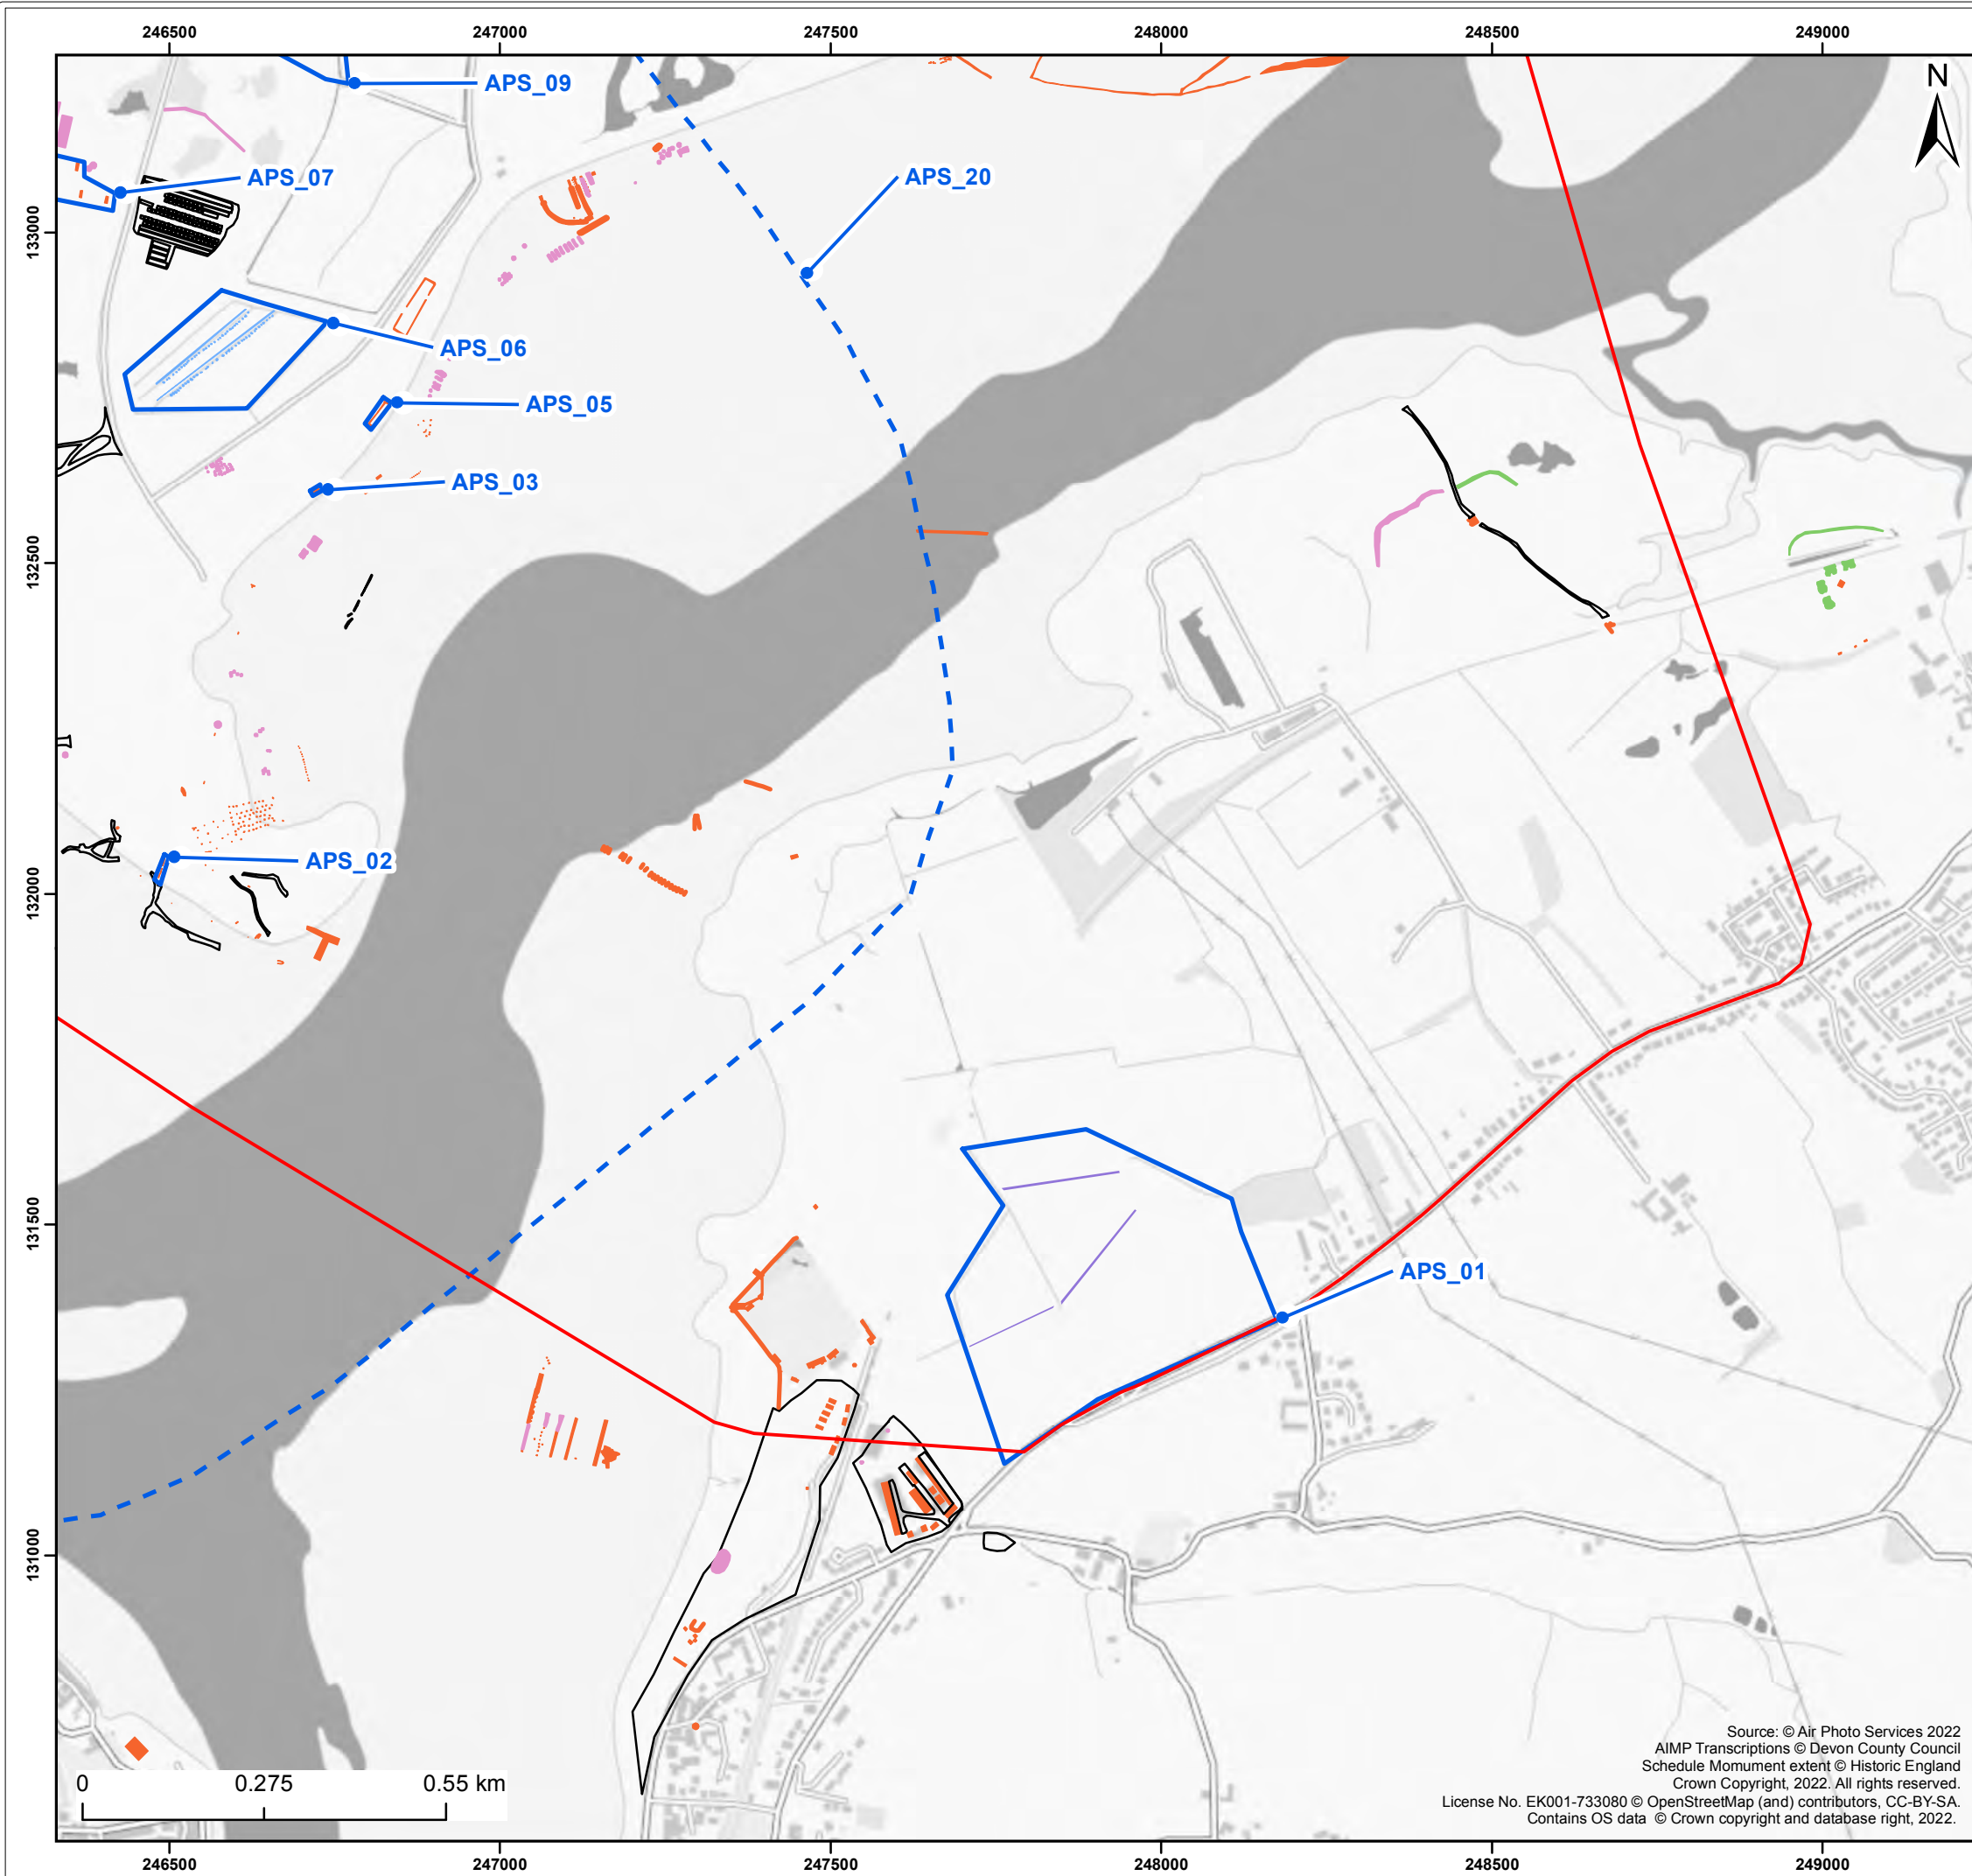 246500 247000 247500 248000 248500 249000
N
APS_09
APS_07
APS_20
133000
APS_06
APS_05
APS_03
132500
APS_02
132000
131500
APS_01
131000
0 0.275 0.55 km
Source: © Air Photo Services 2022
AIMP Transcriptions © Devon County Council
Schedule Momument extent © Historic England
Crown Copyright, 2022. All rights reserved.
License No. EK001-733080 © OpenStreetMap (and) contributors, CC-BY-SA.
Contains OS data © Crown copyright and database right, 2022.
246500 247000 247500 248000 248500 249000